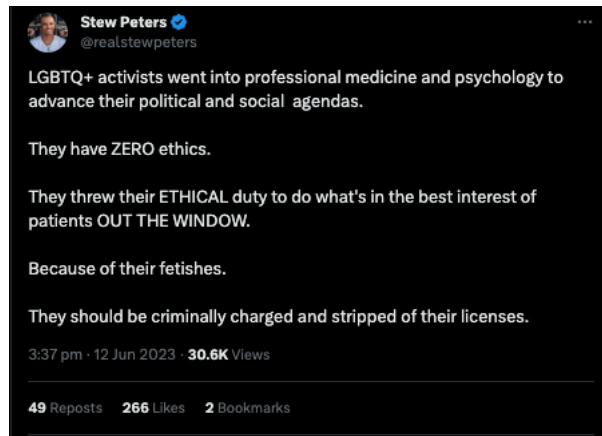 Stew Peters
@realstewpeters
LGBTQ+ activists went into professional medicine and psychology to
advance their political and social agendas.
They have ZERO ethics.
They threw their ETHICAL duty to do what's in the best interest of
patients OUT THE WINDOW.
Because of their fetishes.
They should be criminally charged and stripped of their licenses.
3:37 pm · 12 Jun 2023 · 30.6K Views
49 Reposts 266 Likes 2 Bookmarks